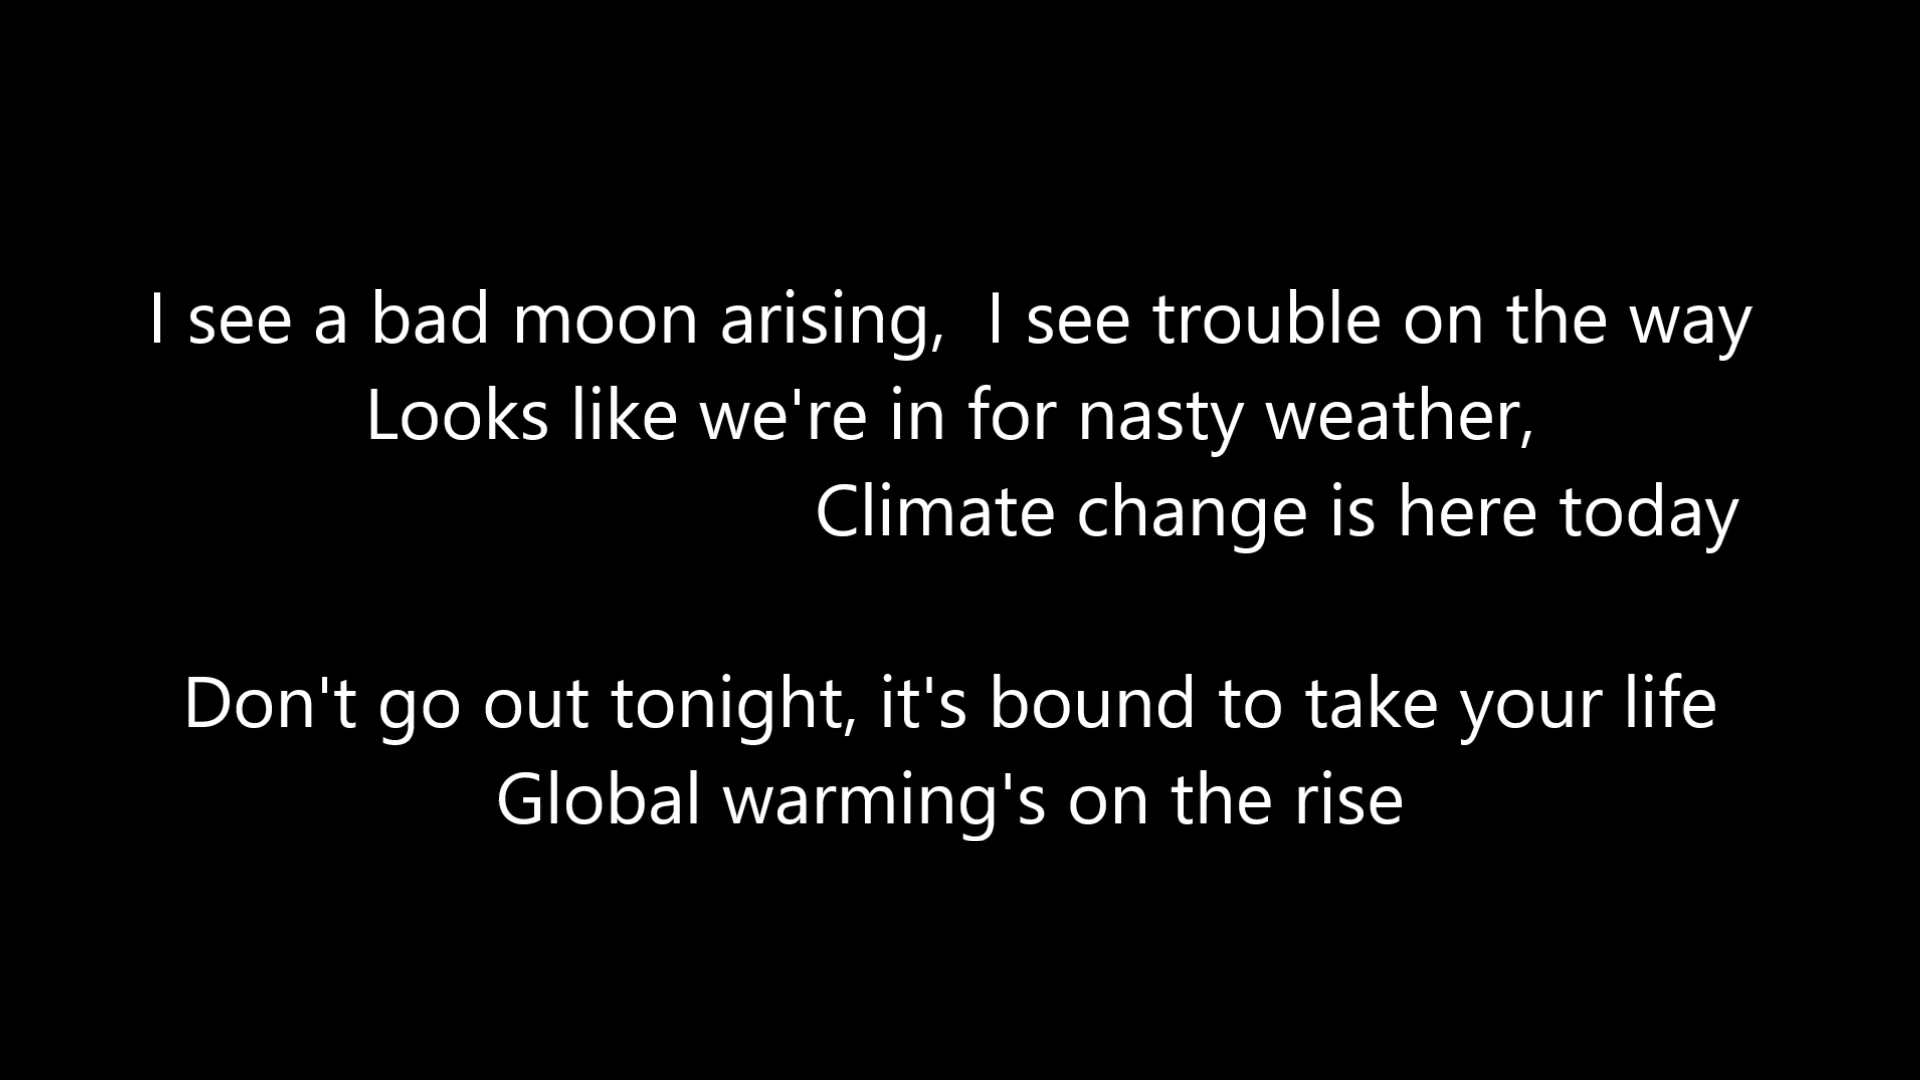 I see a bad moon arising,  I see trouble on the way
Looks like we're in for nasty weather,
Climate change is here today
Don't go out tonight, it's bound to take your life
Global warming's on the rise